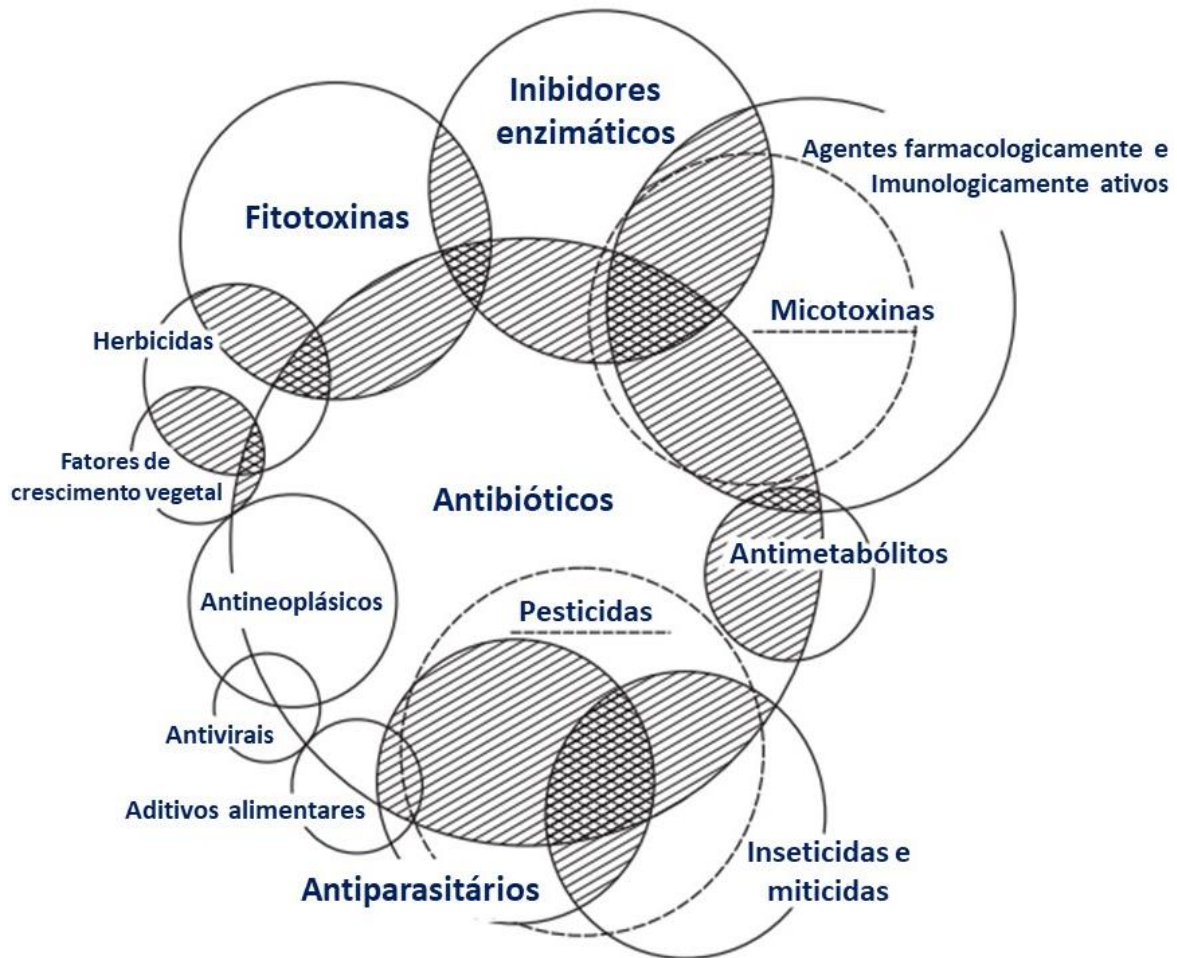 Inibidores
enzimáticos
Agentes farmacologicamente e
Imunologicamente ativos
Fitotoxinas
Micotoxinas
Herbicidas
Fatores de
crescimento vegetal
Antibióticos
Antimetabólitos
Antineoplásicos
Pesticidas
Antivirais
Aditivos alimentares
Inseticidas e
miticidas
Antiparasitários